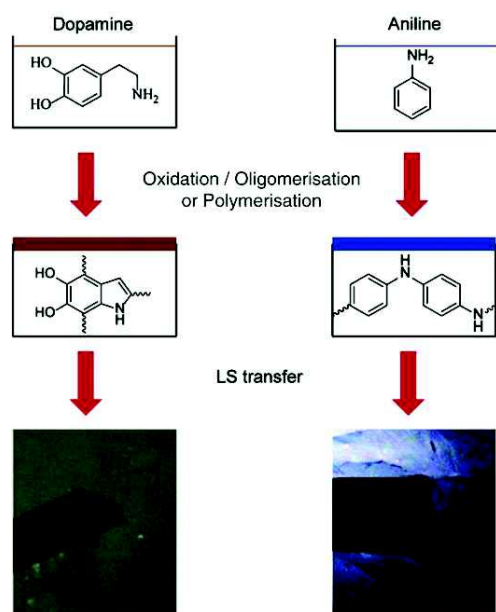 Dopamine
Aniline
HO
HO
NH2
NH2
Oxidation / Oligomerisation
or Polymerisation
HO
HO
N
H
H
N
N
H
LS transfer